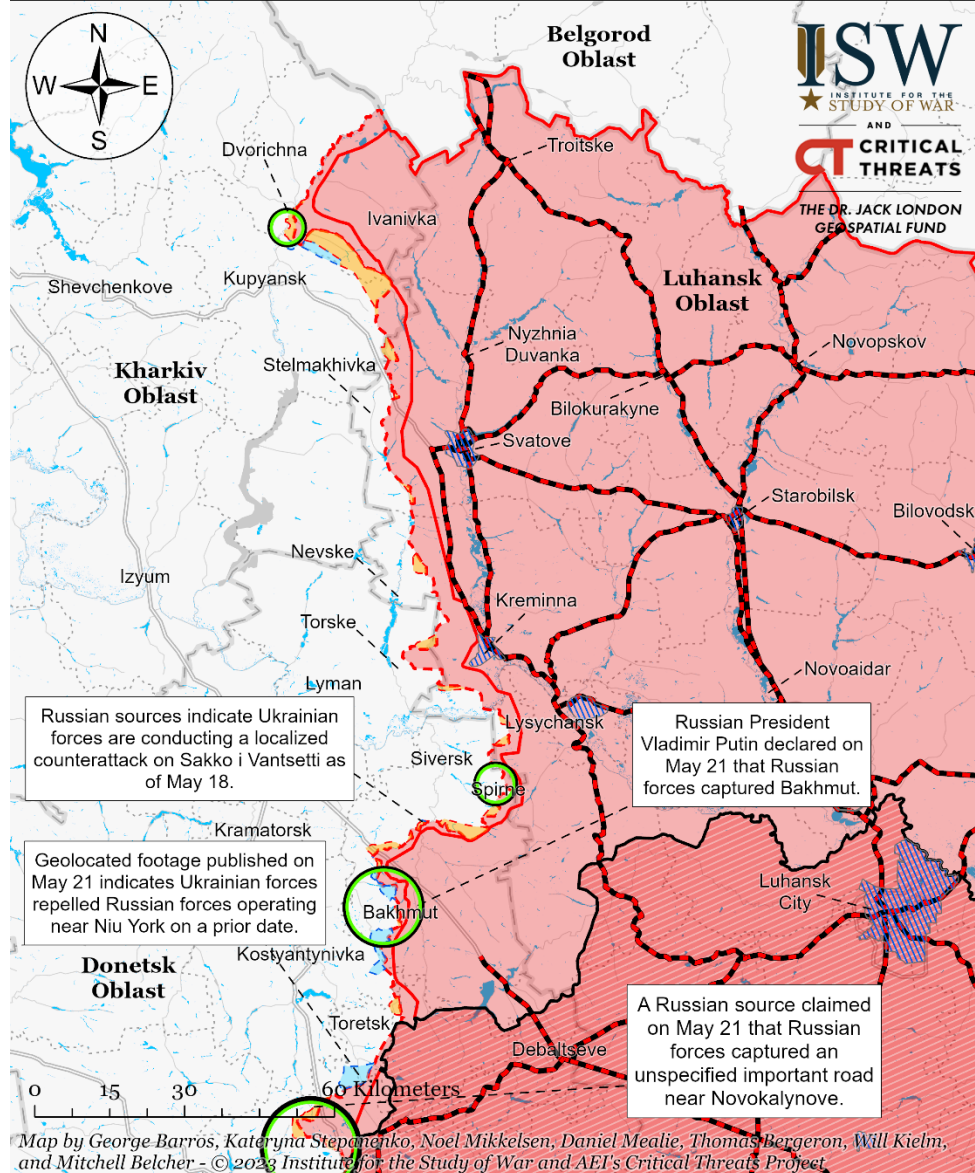 N
W
E
S
Belgorod
Oblast
ISW
INSTITUTE FOR THE
STUDY OF WAR
AND
CT CRITICAL
THREATS
THE DR. JACK LONDON
GEOSPATIAL FUND
Dvorichna
Troitske
Ivanivka
Kupyansk
Shevchenkove
Luhansk
Oblast
Nyzhnia
Duvanka
Novopskov
Stelmakhivka
Kharkiv
Oblast
Bilokurakyne
Svatove
Starobilsk
Bilovodsk
Nevske
Izyum
Kreminna
Torske
Novoaidar
Lyman
Russian sources indicate Ukrainian
forces are conducting a localized
counterattack on Sakko i Vantsetti as
of May 18.
Lysychansk
Russian President
Vladimir Putin declared on
May 21 that Russian
forces captured Bakhmut.
Siversk
Spirne
Kramatorsk
Geolocated footage published on
May 21 indicates Ukrainian forces
repelled Russian forces operating
near Niu York on a prior date.
Luhansk
City
Bakhmut
Kostyantynivka
Donetsk
Oblast
A Russian source claimed
on May 21 that Russian
forces captured an
unspecified important road
near Novokalynove.
Toretsk
Debaltseve
0 15 30 60 Kilometers
Map by George Barros, Kateryna Stepanenko, Noel Mikkelsen, Daniel Mealie, Thomas Bergeron, Will Kielm,
and Mitchell Belcher - © 2023 Institute for the Study of War and AEI's Critical Threats Project